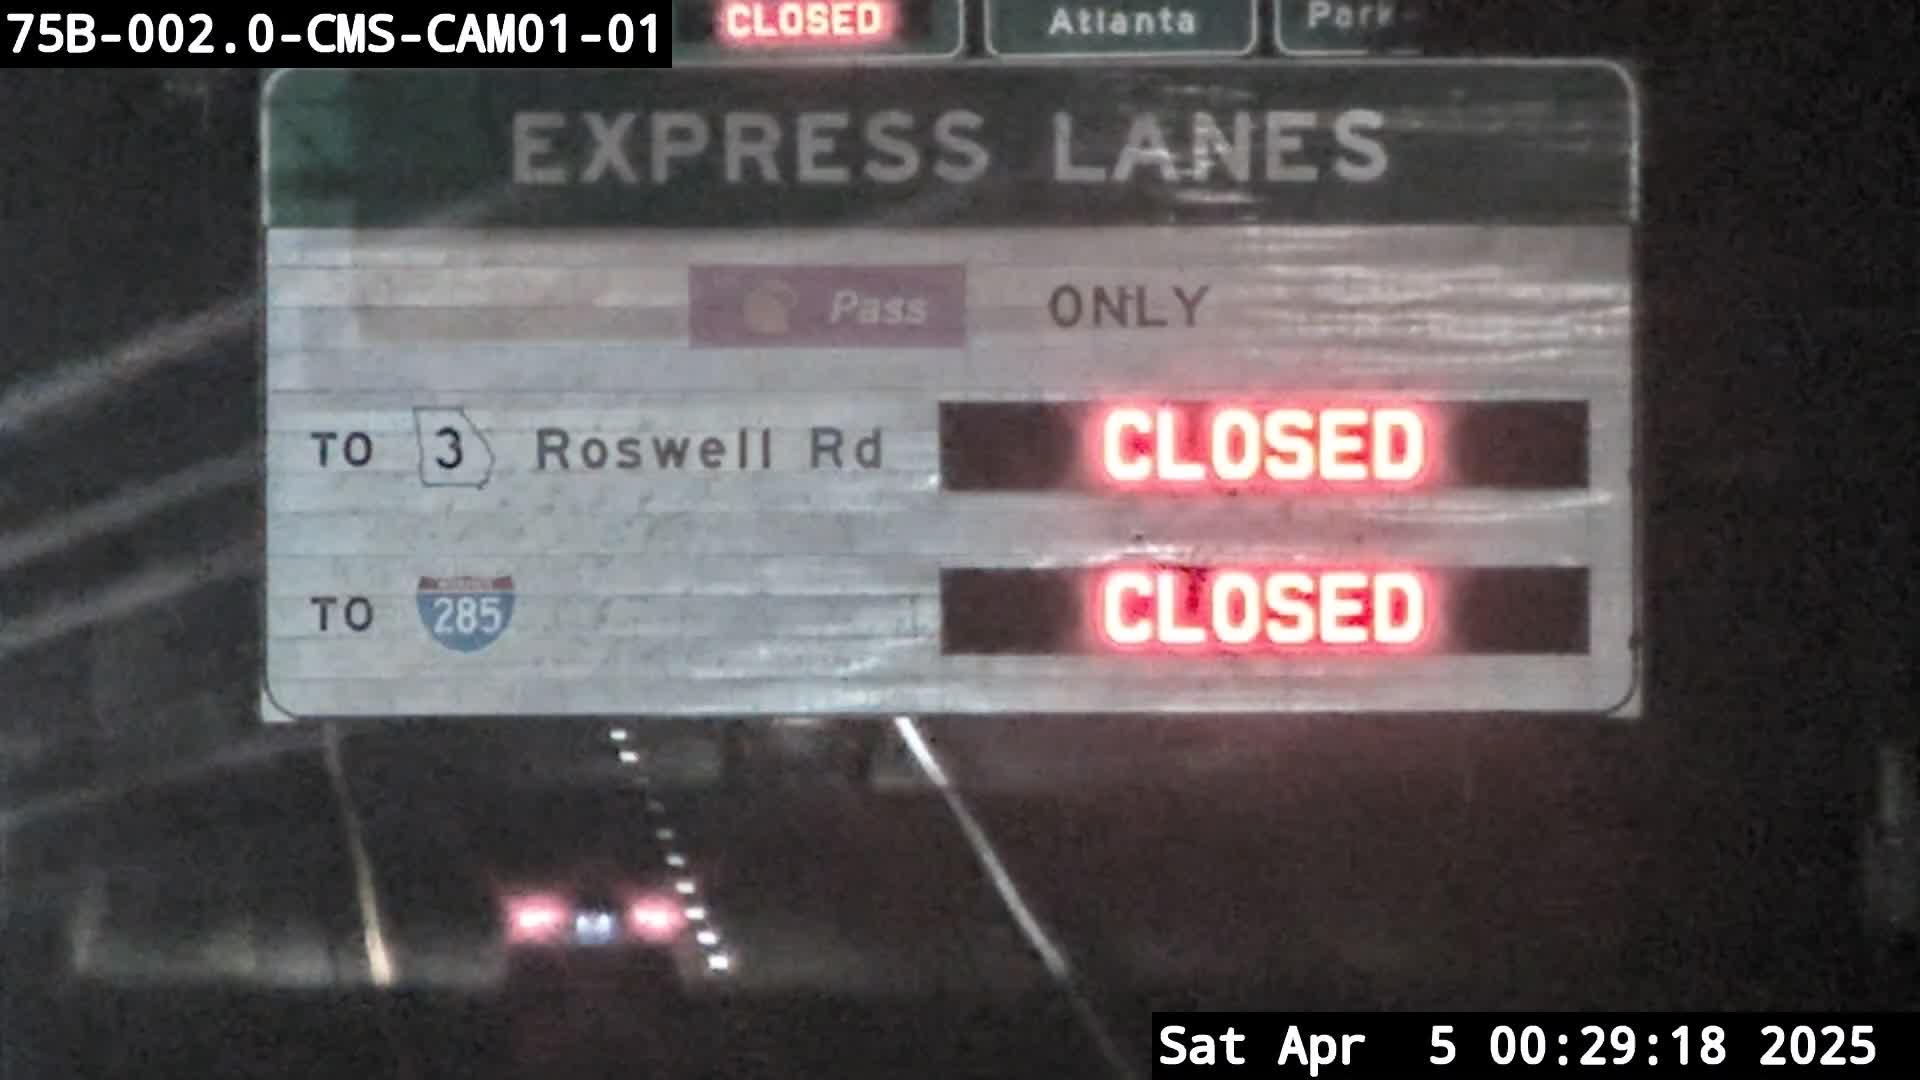 75B-002.0-CMS-CAM01-01
CLOSED
Atlanta
Park
EXPRESS LANES
Pass ONLY
TO 3 Roswell Rd CLOSED
TO 285 CLOSED
Sat Apr 5 00:29:18 2025